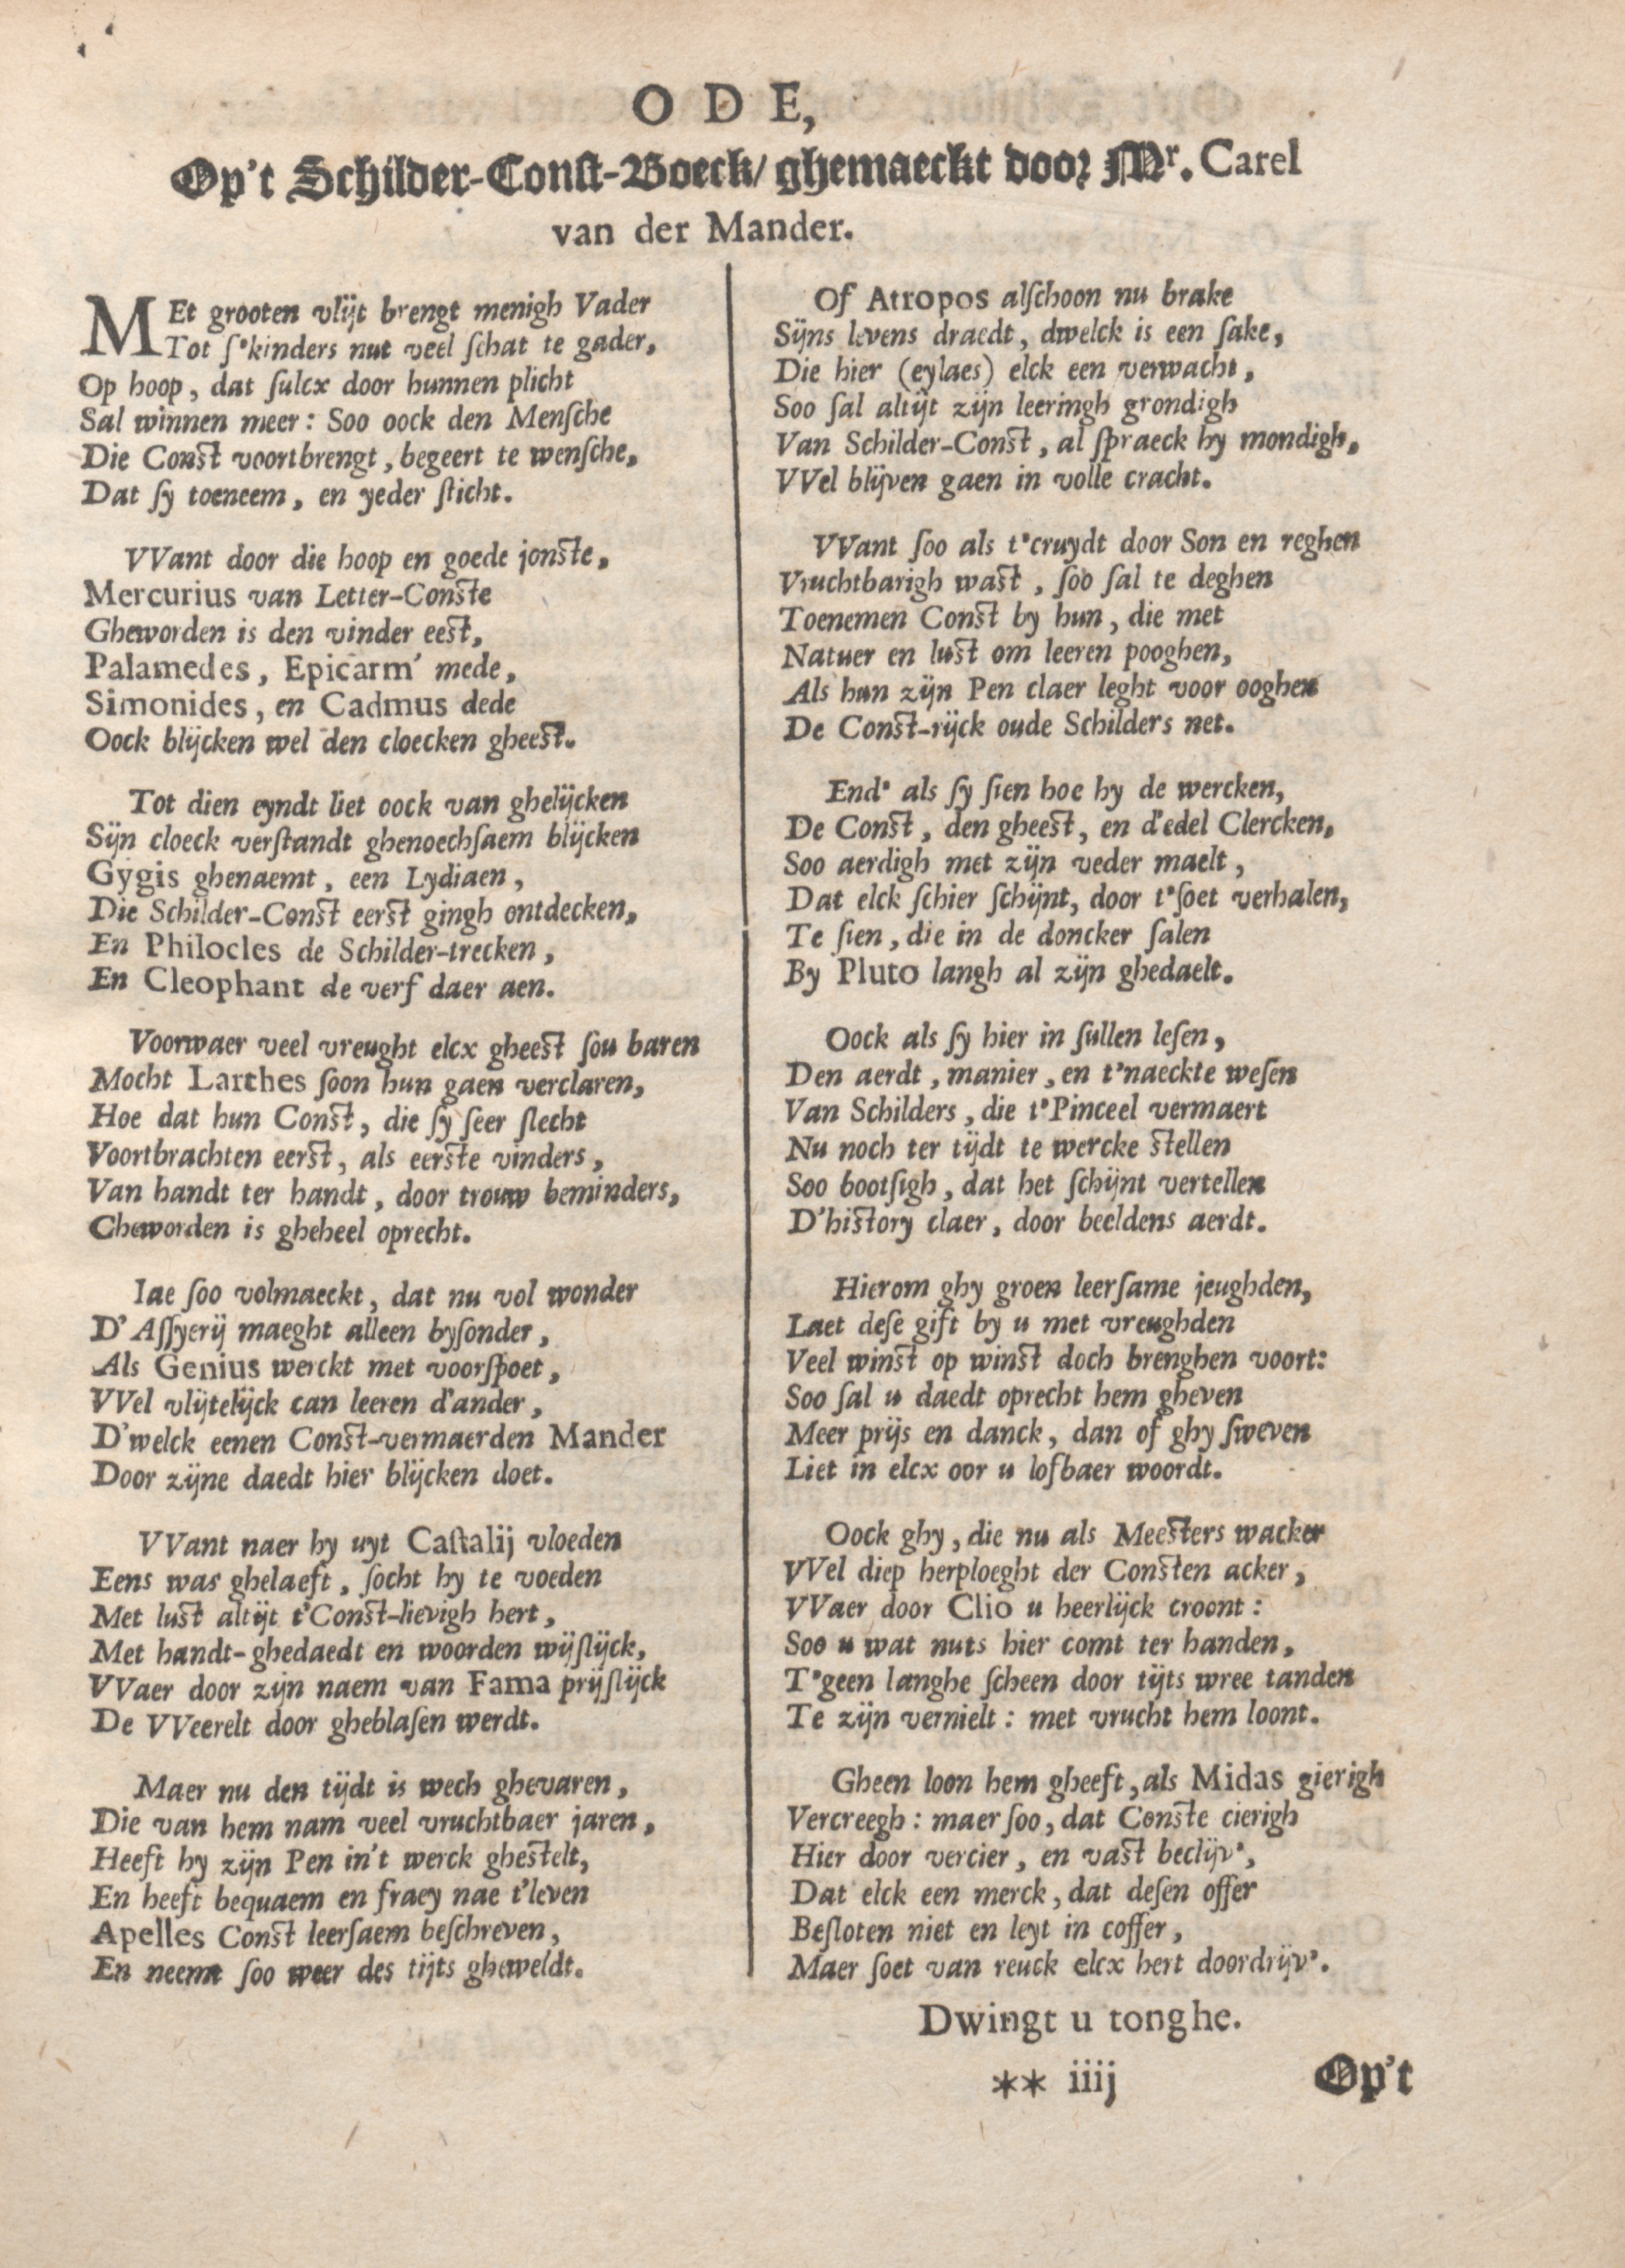 ODE,
Op't Schilder-Conſt-Boeck/ ghemaeckt door Mr. Carel
van der Mander.
MEt grooten vlijt brengt menigh Vader
Tot ſ'kinders nut veel ſchat te gader,
Op hoop, dat ſulcx door hunnen plicht
Sal winnen meer: Soo oock den Menſche
Die Conſt voortbrengt, begeert te wenſche,
Dat ſy toeneem, en yeder ſticht.
VVant door die hoop en goede jonſte,
Mercurius van Letter-Conſte
Gheworden is den vinder eeſt,
Palamedes, Epicarm' mede,
Simonides, en Cadmus dede
Oock blijcken wel den cloecken gheeſt.
Tot dien eyndt liet oock van ghelijcken
Sijn cloeck verſtandt ghenoechſaem blijcken
Gygis ghenaemt, een Lydiaen,
Die Schilder-Conſt eerſt gingh ontdecken,
En Philocles de Schilder-trecken,
En Cleophant de verf daer aen.
Voorwaer veel vreught elcx gheeſt ſou baren
Mocht Larthes ſoon hun gaen verclaren,
Hoe dat hun Conſt, die ſy ſeer ſlecht
Voortbrachten eerſt, als eerſte vinders,
Van handt ter handt, door trouw beminders,
Gheworden is gheheel oprecht.
Iae ſoo volmaeckt, dat nu vol wonder
D'Aſſyerij maeght alleen byſonder,
Als Genius werckt met voorſpoet,
VVel vlijtelijck can leeren d'ander,
D'welck eenen Conſt-vermaerden Mander
Door zijne daedt hier blijcken doet.
VVant naer hy uyt Caſtalij vloeden
Eens was ghelaeft, ſocht hy te voeden
Met luſt altijt t'Conſt-lievigh hert,
Met handt-ghedaedt en woorden wijſlijck,
VVaer door zijn naem van Fama prijſlijck
De VVeerelt door gheblaſen werdt.
Maer nu den tijdt is wech ghevaren,
Die van hem nam veel vruchtbaer jaren,
Heeft hy zijn Pen in't werck gheſtelt,
En heeft bequaem en fraey nae t'leven
Apelles Conſt leerſaem beſchreven,
En neemt ſoo weer des tijts gheweldt.
Of Atropos alſchoon nu brake
Sijns levens draedt, dwelck is een ſake,
Die hier (eylaes) elck een verwacht,
Soo ſal altijt zijn leeringh grondigh
Van Schilder-Conſt, al ſpraeck hy mondigh,
VVel blijven gaen in volle cracht.
VVant ſoo als t'cruydt door Son en reghen
Vruchtbarigh waſt, ſoo ſal te deghen
Toenemen Conſt by hun, die met
Natuer en luſt om leeren pooghen,
Als hun zijn Pen claer leght voor ooghen
De Conſt-rijck oude Schilders net.
End' als ſy ſien hoe hy de wercken,
De Conſt, den gheeſt, en d'edel Clercken,
Soo aerdigh met zijn veder maelt,
Dat elck ſchier ſchijnt, door t'ſoet verhalen,
Te ſien, die in de doncker ſalen
By Pluto langh al zijn ghedaelt.
Oock als ſy hier in ſullen leſen,
Den aerdt, manier, en t'naeckte weſen
Van Schilders, die t'Pinceel vermaert
Nu noch ter tijdt te wercke ſtellen
Soo bootſigh, dat het ſchijnt vertellen
D'hiſtory claer, door beeldens aerdt.
Hierom ghy groen leerſame jeughden,
Laet deſe gift by u met vreughden
Veel winſt op winſt doch brenghen voort:
Soo ſal u daedt oprecht hem gheven
Meer prijs en danck, dan of ghy ſweven
Liet in elcx oor u lofbaer woordt.
Oock ghy, die nu als Meeſters wacker
VVel diep herploeght der Conſten acker,
VVaer door Clio u heerlijck croont:
Soo u wat nuts hier comt ter handen,
T'geen langhe ſcheen door tijts wree tanden
Te zijn vernielt: met vrucht hem loont.
Gheen loon hem gheeft, als Midas gierigh
Vercreegh: maer ſoo, dat Conſte cierigh
Hier door vercier, en vaſt beclijv',
Dat elck een merck, dat deſen offer
Beſloten niet en leyt in coffer,
Maer ſoet van reuck elcx hert doordrijv'.
Dwingt u tonghe.
** iiij
Op't